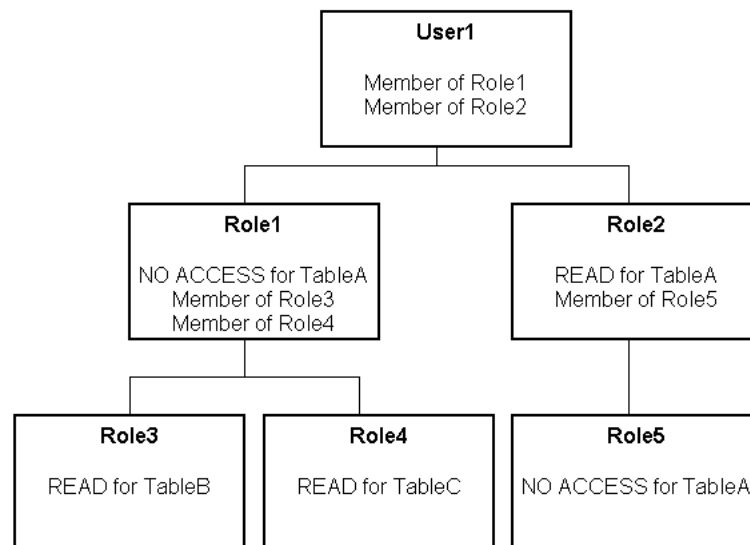 User1
Member of Role1
Member of Role2
Role1
NO ACCESS for TableA
Member of Role3
Member of Role4
Role2
READ for TableA
Member of Role5
Role3
READ for TableB
Role4
READ for TableC
Role5
NO ACCESS for TableA